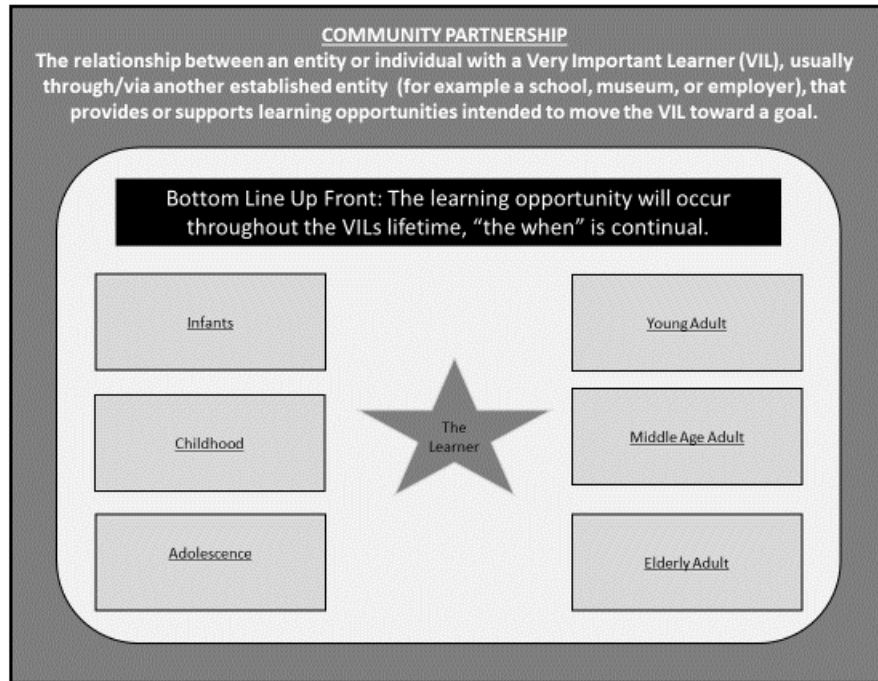 COMMUNITY PARTNERSHIP
The relationship between an entity or individual with a Very Important Learner (VIL), usually
through/via another established entity (for example a school, museum, or employer), that
provides or supports learning opportunities intended to move the VIL toward a goal.
Bottom Line Up Front: The learning opportunity will occur
throughout the VILs lifetime, “the when” is continual.
Infants
Childhood
Adolescence
The
Learner
Young Adult
Middle Age Adult
Elderly Adult